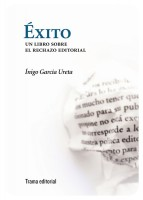 Éxito
UN LIBRO SOBRE
EL RECHAZO EDITORIAL
Íñigo García Ureta
Trama editorial